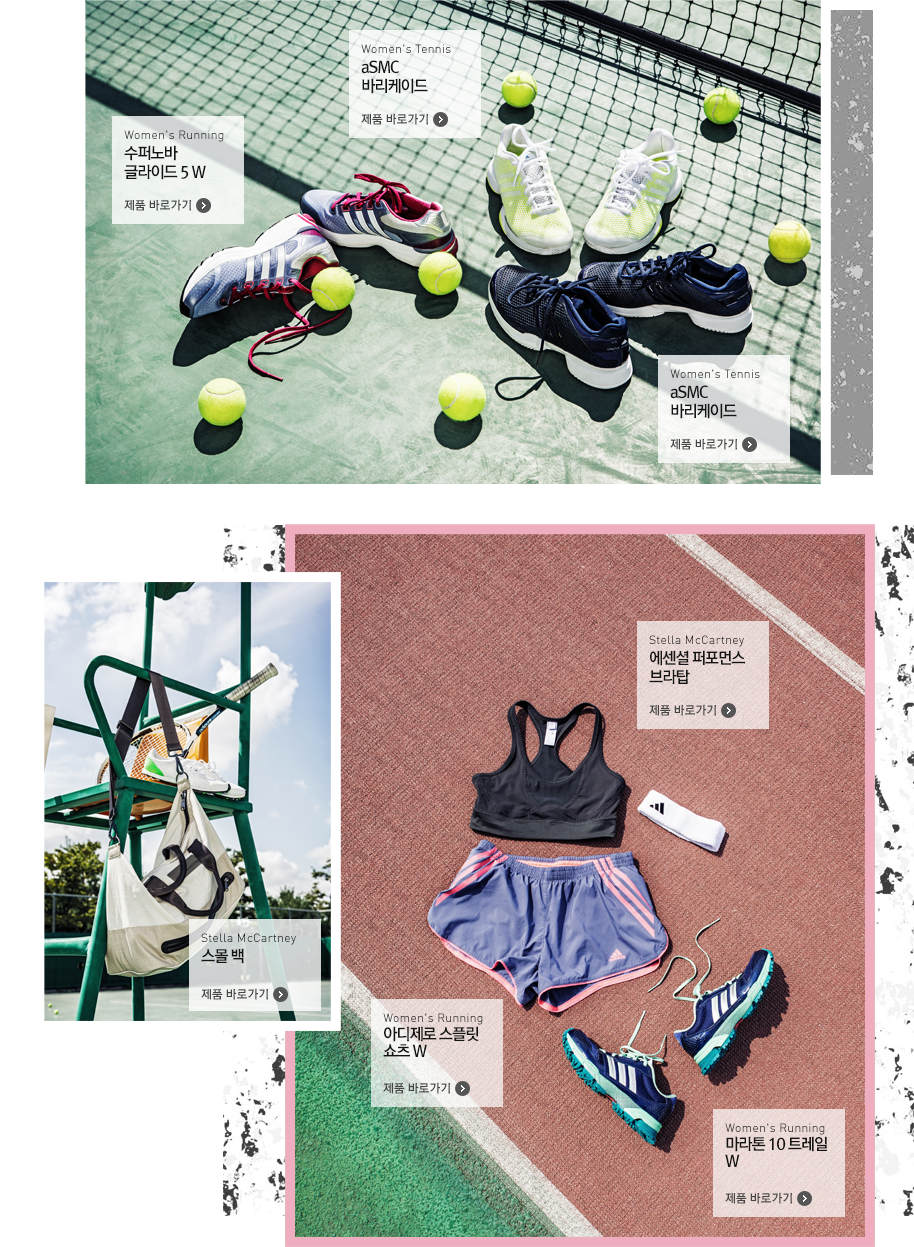 Women's Tennis
aSMC
바리케이드
제품 바로가기
Women's Running
수퍼노바
글라이드 5 W
제품 바로가기
Women's Tennis
aSMC
바리케이드
제품 바로가기
Stella McCartney
에센셜 퍼포먼스
브라탑
제품 바로가기
Stella McCartney
스몰 백
제품 바로가기
Women's Running
아디제로 스플릿
쇼츠 W
제품 바로가기
Women's Running
마라톤 10 트레일
W
제품 바로가기
adidas